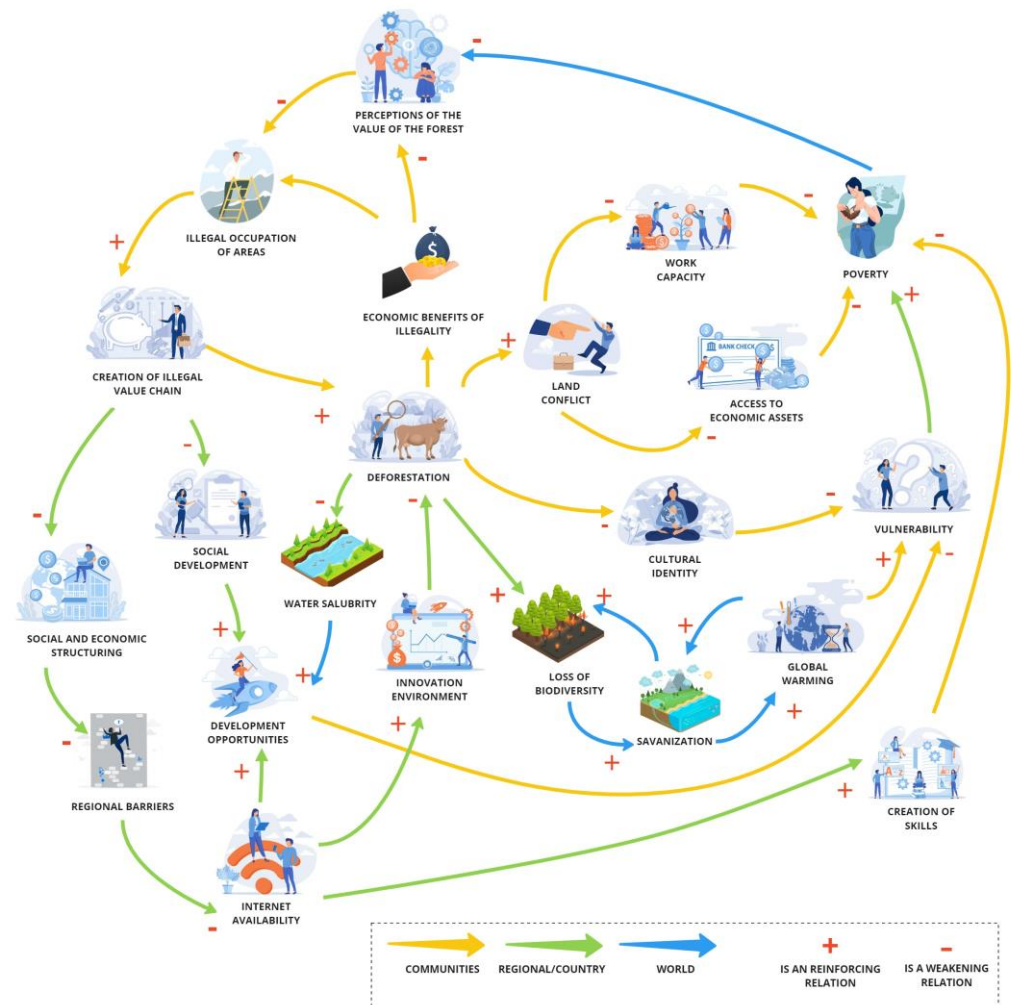 -
PERCEPTIONS OF THE
VALUE OF THE FOREST
-
-
ILLEGAL OCCUPATION
OF AREAS
+
$
ECONOMIC BENEFITS OF
ILLEGALITY
-
WORK
CAPACITY
-
POVERTY
-
-
+
CREATION OF ILLEGAL
VALUE CHAIN
+
+
LAND
CONFLICT
BANK CHECK
ACCESS TO
ECONOMIC ASSETS
-
DEFORESTATION
-
-
-
-
SOCIAL
DEVELOPMENT
-
CULTURAL
IDENTITY
-
VULNERABILITY
+
-
WATER SALUBRITY
SOCIAL AND ECONOMIC
STRUCTURING
+
+
DEVELOPMENT
OPPORTUNITIES
INNOVATION
ENVIRONMENT
+
+
+
LOSS OF
BIODIVERSITY
+
SAVANIZATION
+
GLOBAL
WARMING
+
-
REGIONAL BARRIERS
+
CREATION OF
SKILLS
+
INTERNET
AVAILABILITY
-
COMMUNITIES
REGIONAL/COUNTRY
WORLD
+
IS AN REINFORCING
RELATION
-
IS A WEAKENING
RELATION